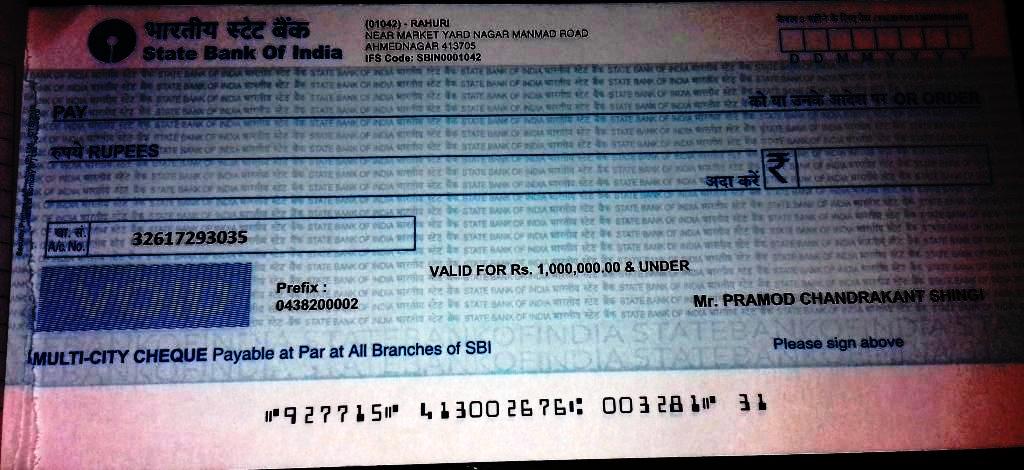 भारतीय स्टेट बैंक
State Bank Of India
(01042) - RAHURI
NEAR MARKET YARD NAGAR MANMAD ROAD
AHMEDNAGAR 413705
IFS Code: SBIN0001042
D D M M Y Y Y Y
PAY को या उनके आदेश पर OR ORDER
रुपये RUPEES
अदा करें ₹
खा. सं.
A/c No. 32617293035
VALID FOR Rs. 1,000,000.00 & UNDER
Prefix :
0438200002
Mr. PRAMOD CHANDRAKANT SHINGI
MULTI-CITY CHEQUE Payable at Par at All Branches of SBI
Please sign above
⑈927715⑈ 413002676⑆ 003281⑈ 31